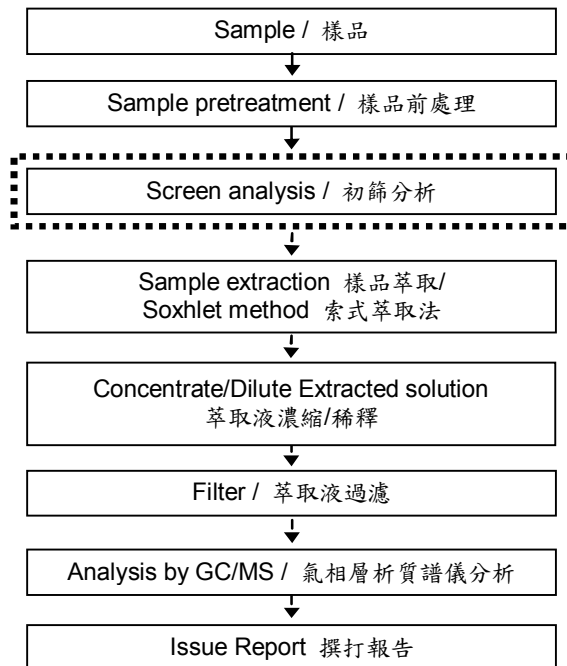 Sample / 樣品
Sample pretreatment / 樣品前處理
Screen analysis / 初篩分析
Sample extraction 樣品萃取/
Soxhlet method 索式萃取法
Concentrate/Dilute Extracted solution
萃取液濃縮/稀釋
Filter / 萃取液過濾
Analysis by GC/MS / 氣相層析質譜儀分析
Issue Report 撰打報告